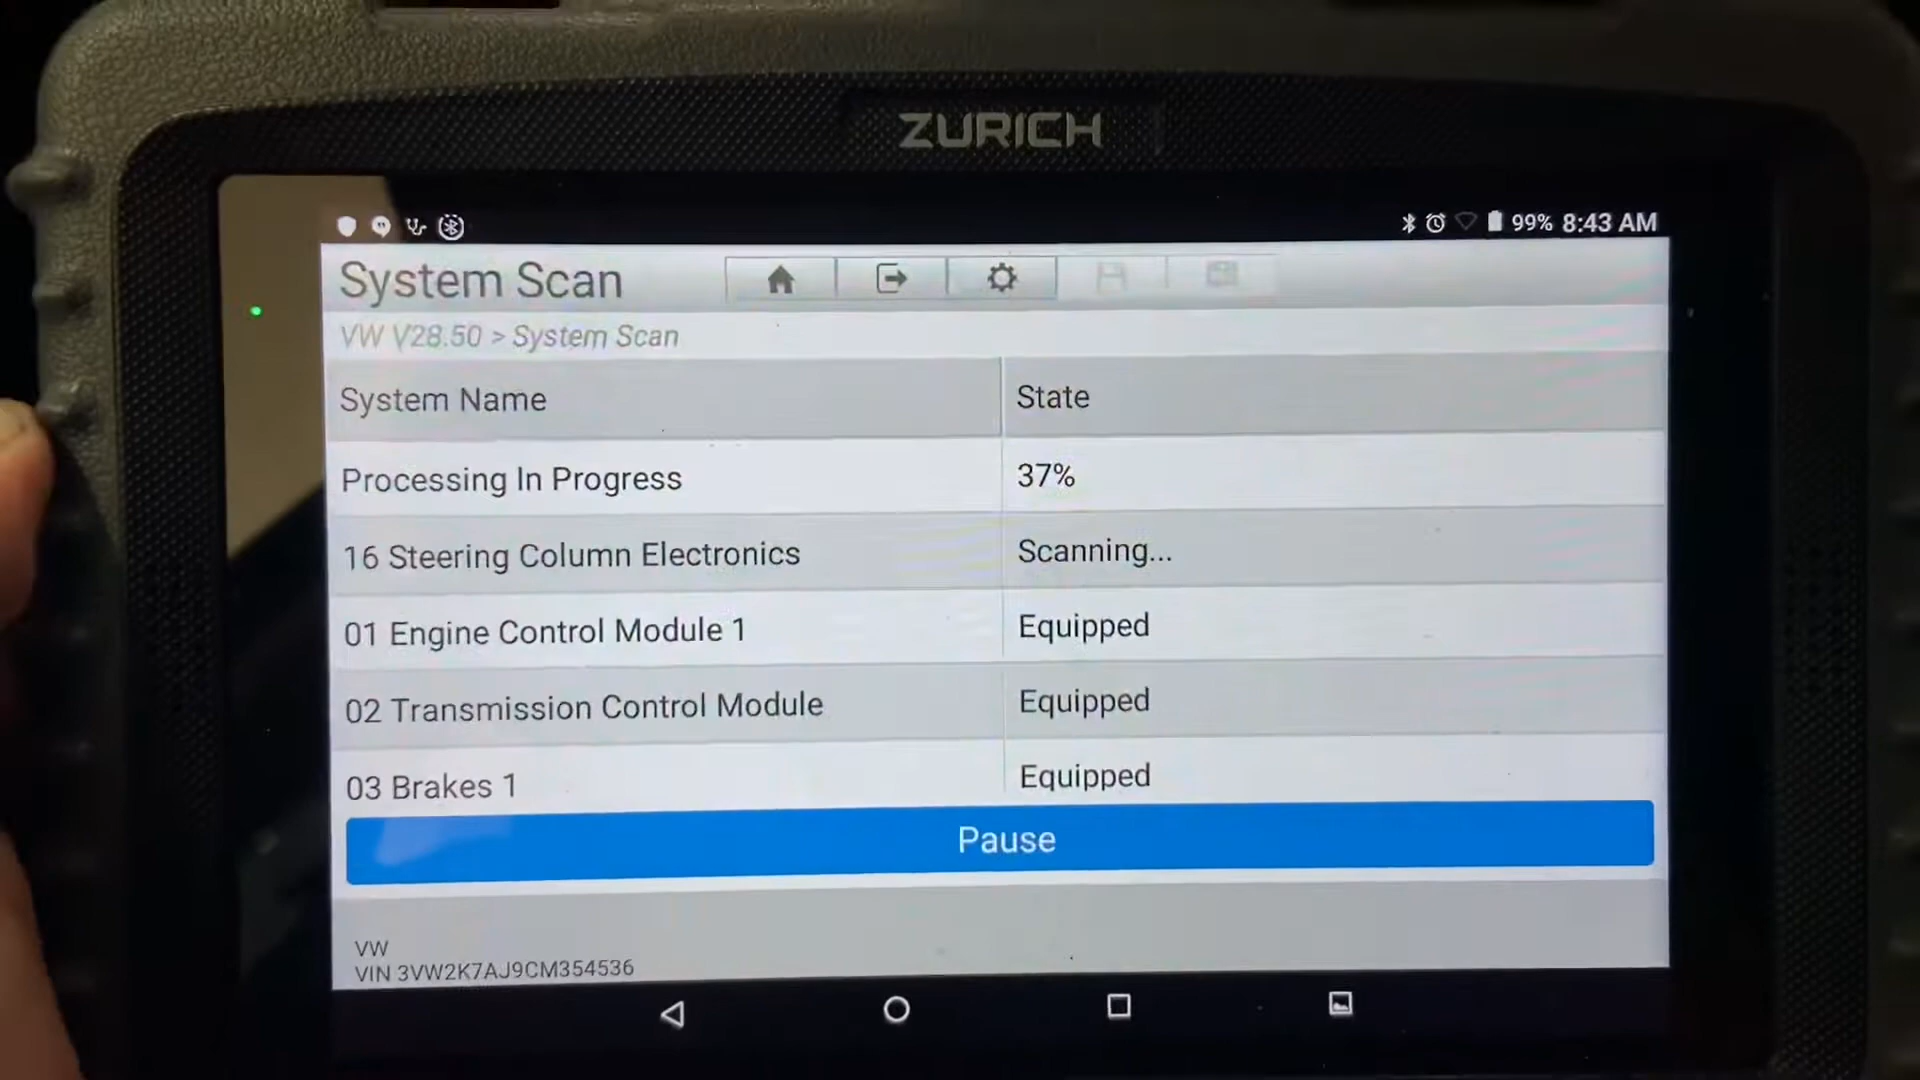 ZURICH
99% 8:43 AM
System Scan
VW V28.50 > System Scan
System Name State
Processing In Progress 37%
16 Steering Column Electronics Scanning...
01 Engine Control Module 1 Equipped
02 Transmission Control Module Equipped
03 Brakes 1 Equipped
Pause
VW
VIN 3VW2K7AJ9CM354536